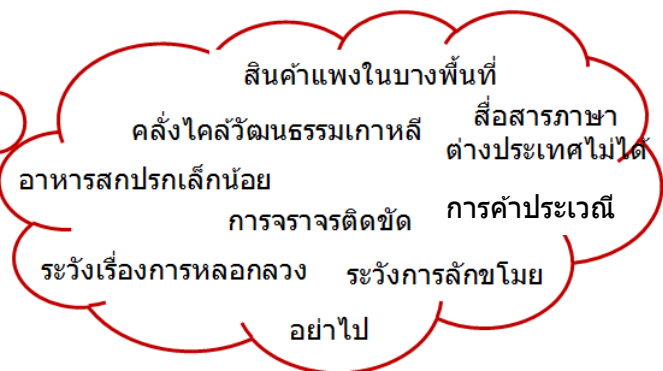 สินค้าแพงในบางพื้นที่
คลั่งไคล้วัฒนธรรมเกาหลี
สื่อสารภาษา
ต่างประเทศไม่ได้
อาหารสกปรกเล็กน้อย
การจราจรติดขัด
การค้าประเวณี
ระวังเรื่องการหลอกลวง
ระวังการลักขโมย
อย่าไป